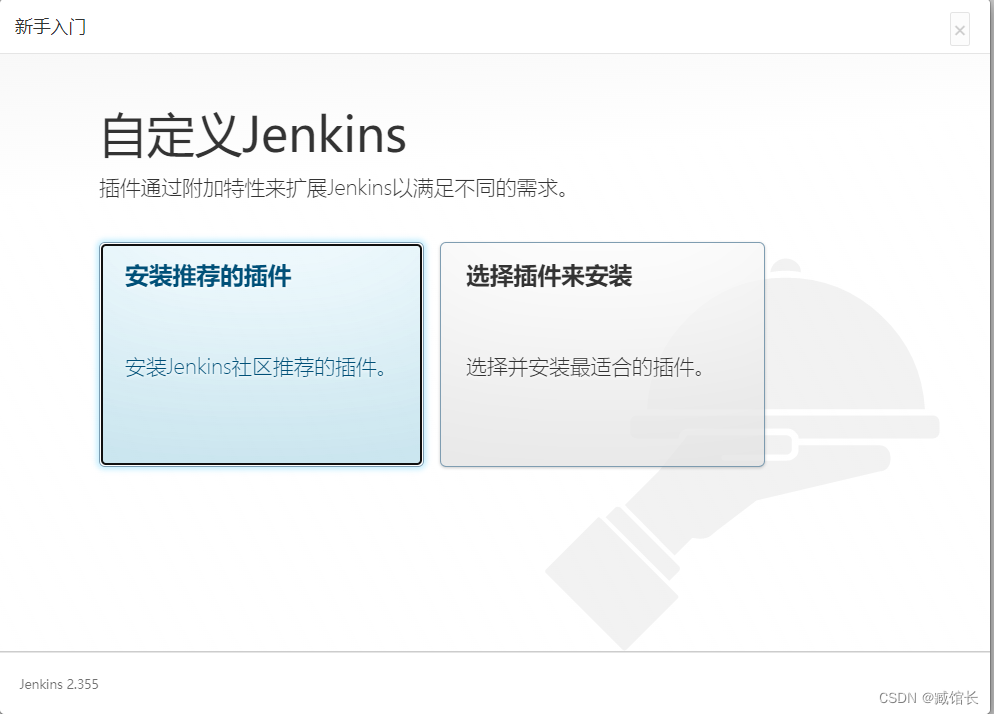 新手入门
×
自定义Jenkins
插件通过附加特性来扩展Jenkins以满足不同的需求。
安装推荐的插件
安装Jenkins社区推荐的插件。
选择插件来安装
选择并安装最适合的插件。
Jenkins 2.355
CSDN @臧馆长